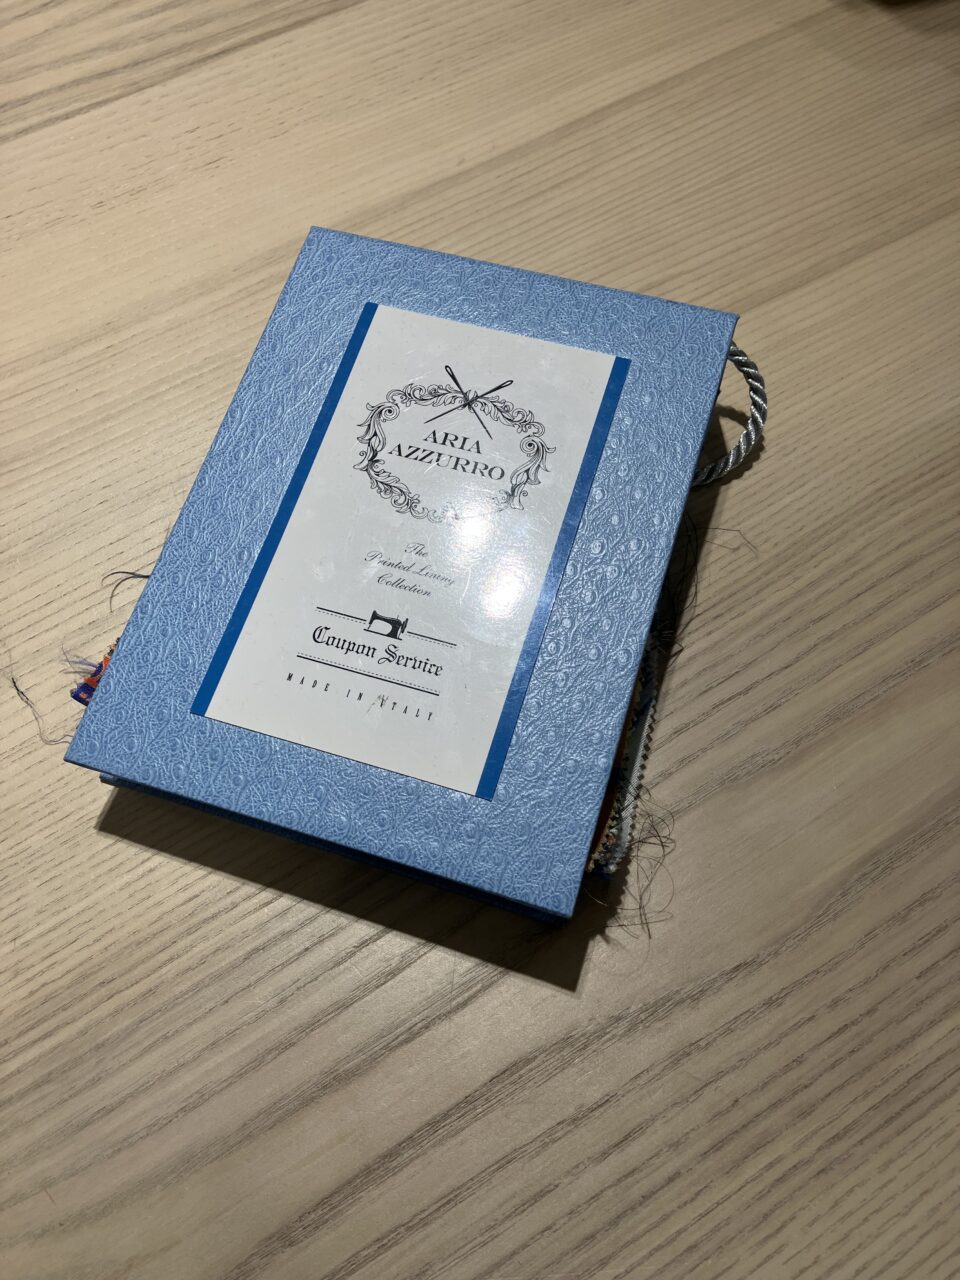 ARIA
AZZURRO
The
Printed Lining
Collection
Coupon Service
MADE IN ITALY